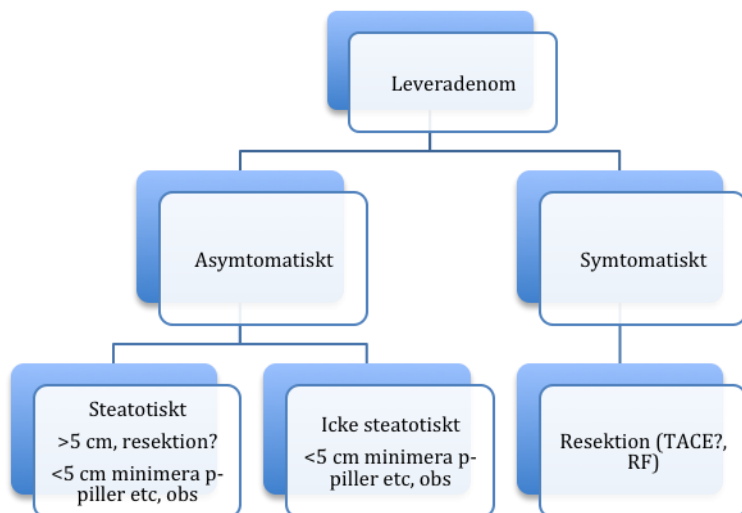 Leveradenom
Asymtomatiskt
Symtomatiskt
Steatotiskt
>5 cm, resektion?
<5 cm minimera p-
piller etc, obs
Icke steatotiskt
<5 cm minimera p-
piller etc, obs
Resektion (TACE?,
RF)